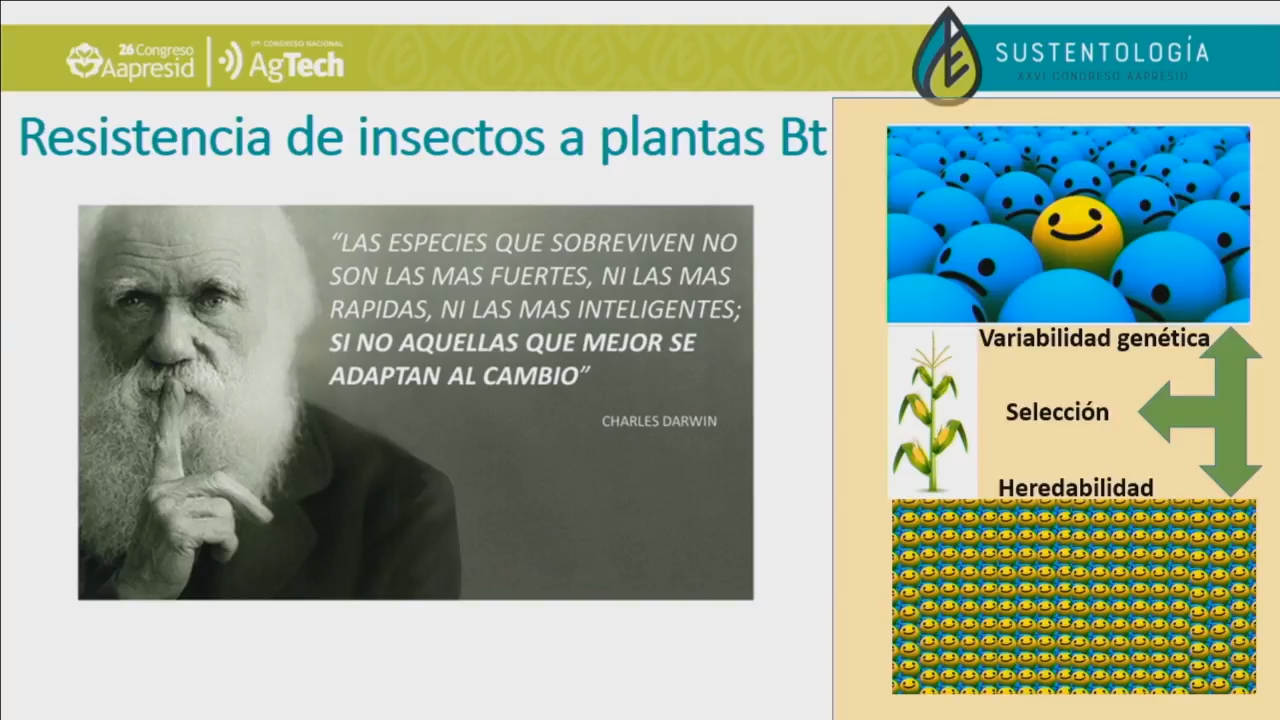 26 Congreso
Aapresid
1er. CONGRESO NACIONAL
AgTech
SUSTENTOLOGÍA
XXVI CONGRESO AAPRESID
Resistencia de insectos a plantas Bt
“LAS ESPECIES QUE SOBREVIVEN NO
SON LAS MAS FUERTES, NI LAS MAS
RAPIDAS, NI LAS MAS INTELIGENTES;
SI NO AQUELLAS QUE MEJOR SE
ADAPTAN AL CAMBIO”
CHARLES DARWIN
Variabilidad genética
Selección
Heredabilidad